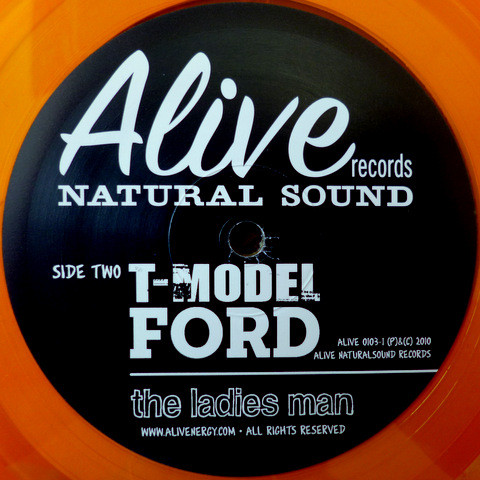 Alive records
NATURAL SOUND
SIDE TWO T-MODEL
FORD
ALIVE 0103-1 (P)&(C) 2010
ALIVE NATURALSOUND RECORDS
the ladies man
WWW.ALIVENERGY.COM • ALL RIGHTS RESERVED